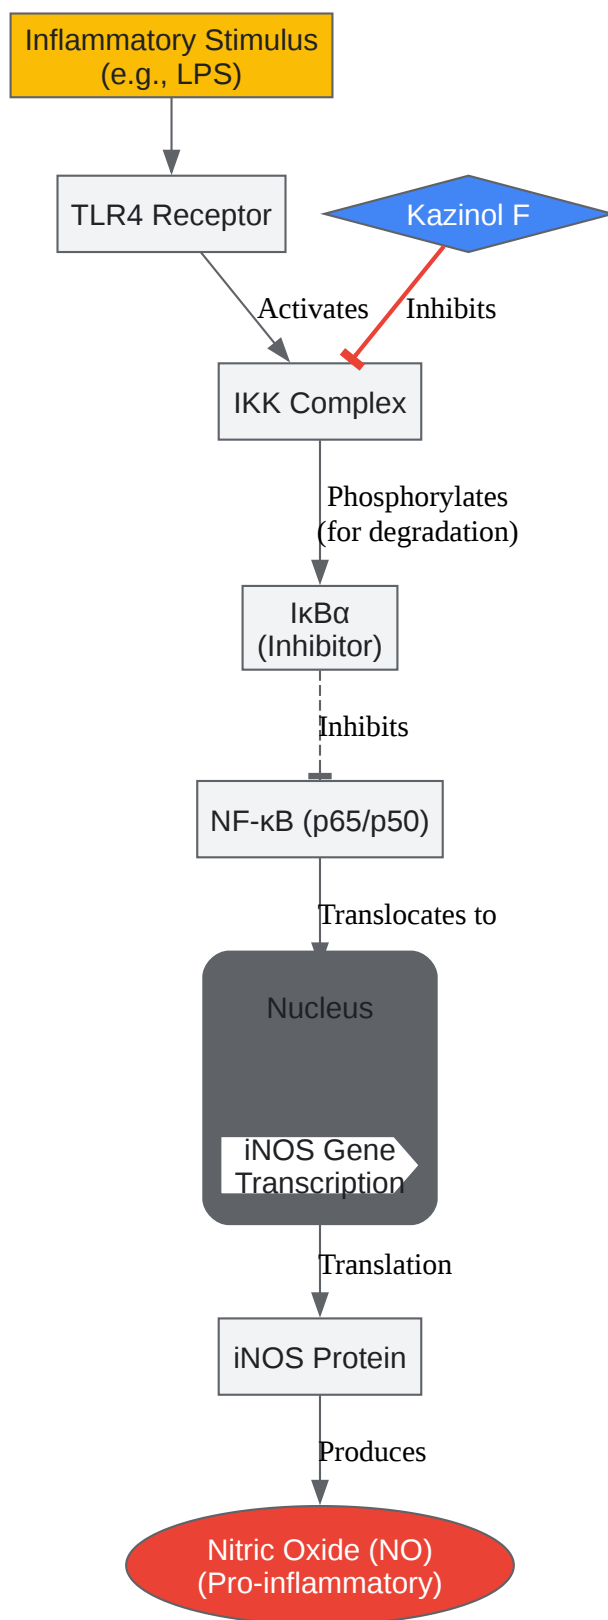 Inflammatory Stimulus
(e.g., LPS)
TLR4 Receptor
Kazinol F
Activates
Inhibits
IKK Complex
Phosphorylates
(for degradation)
IκBα
(Inhibitor)
Inhibits
NF-κB (p65/p50)
Translocates to
Nucleus
iNOS Gene
Transcription
Translation
iNOS Protein
Produces
Nitric Oxide (NO)
(Pro-inflammatory)